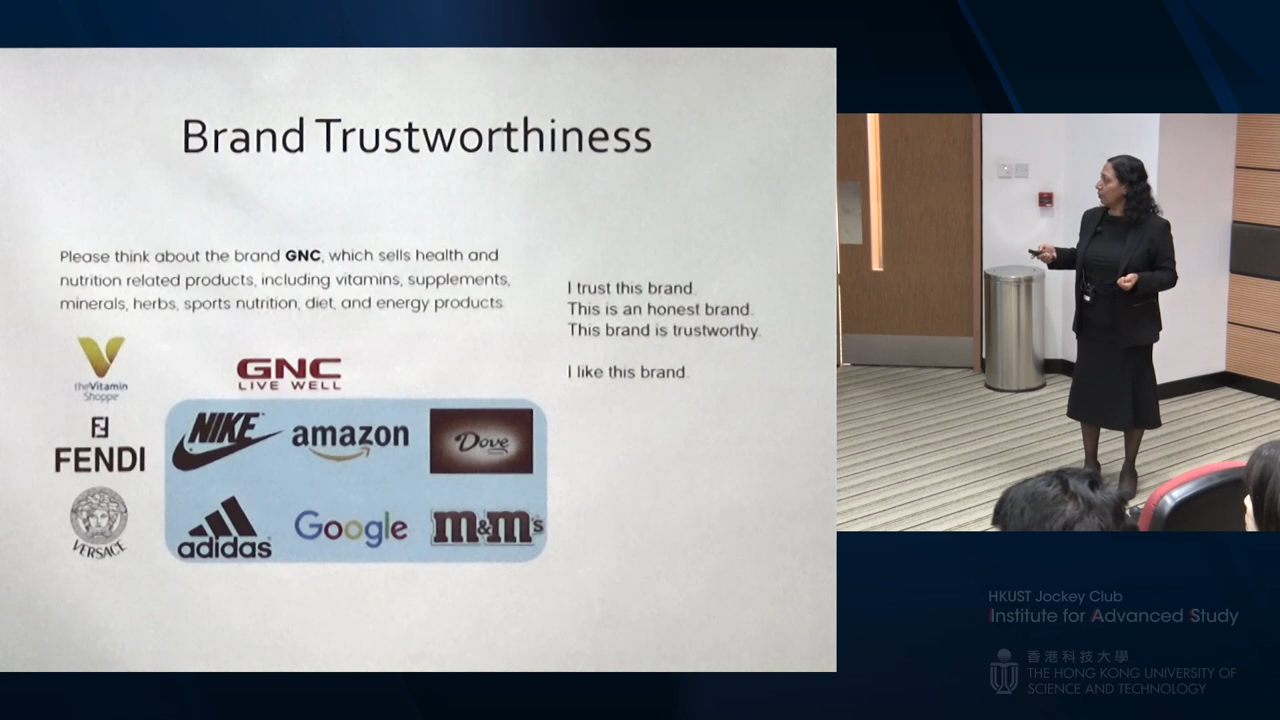 Brand Trustworthiness
Please think about the brand GNC, which sells health and
nutrition related products, including vitamins, supplements,
minerals, herbs, sports nutrition, diet, and energy products
I trust this brand.
This is an honest brand.
This brand is trustworthy.
I like this brand.
theVitamin
Shoppe
GNC
LIVE WELL
FENDI
NIKE
amazon
Dove
VERSACE
adidas
Google
m&m's
HKUST Jockey Club
Institute for Advanced Study
香港科技大學
THE HONG KONG UNIVERSITY OF
SCIENCE AND TECHNOLOGY